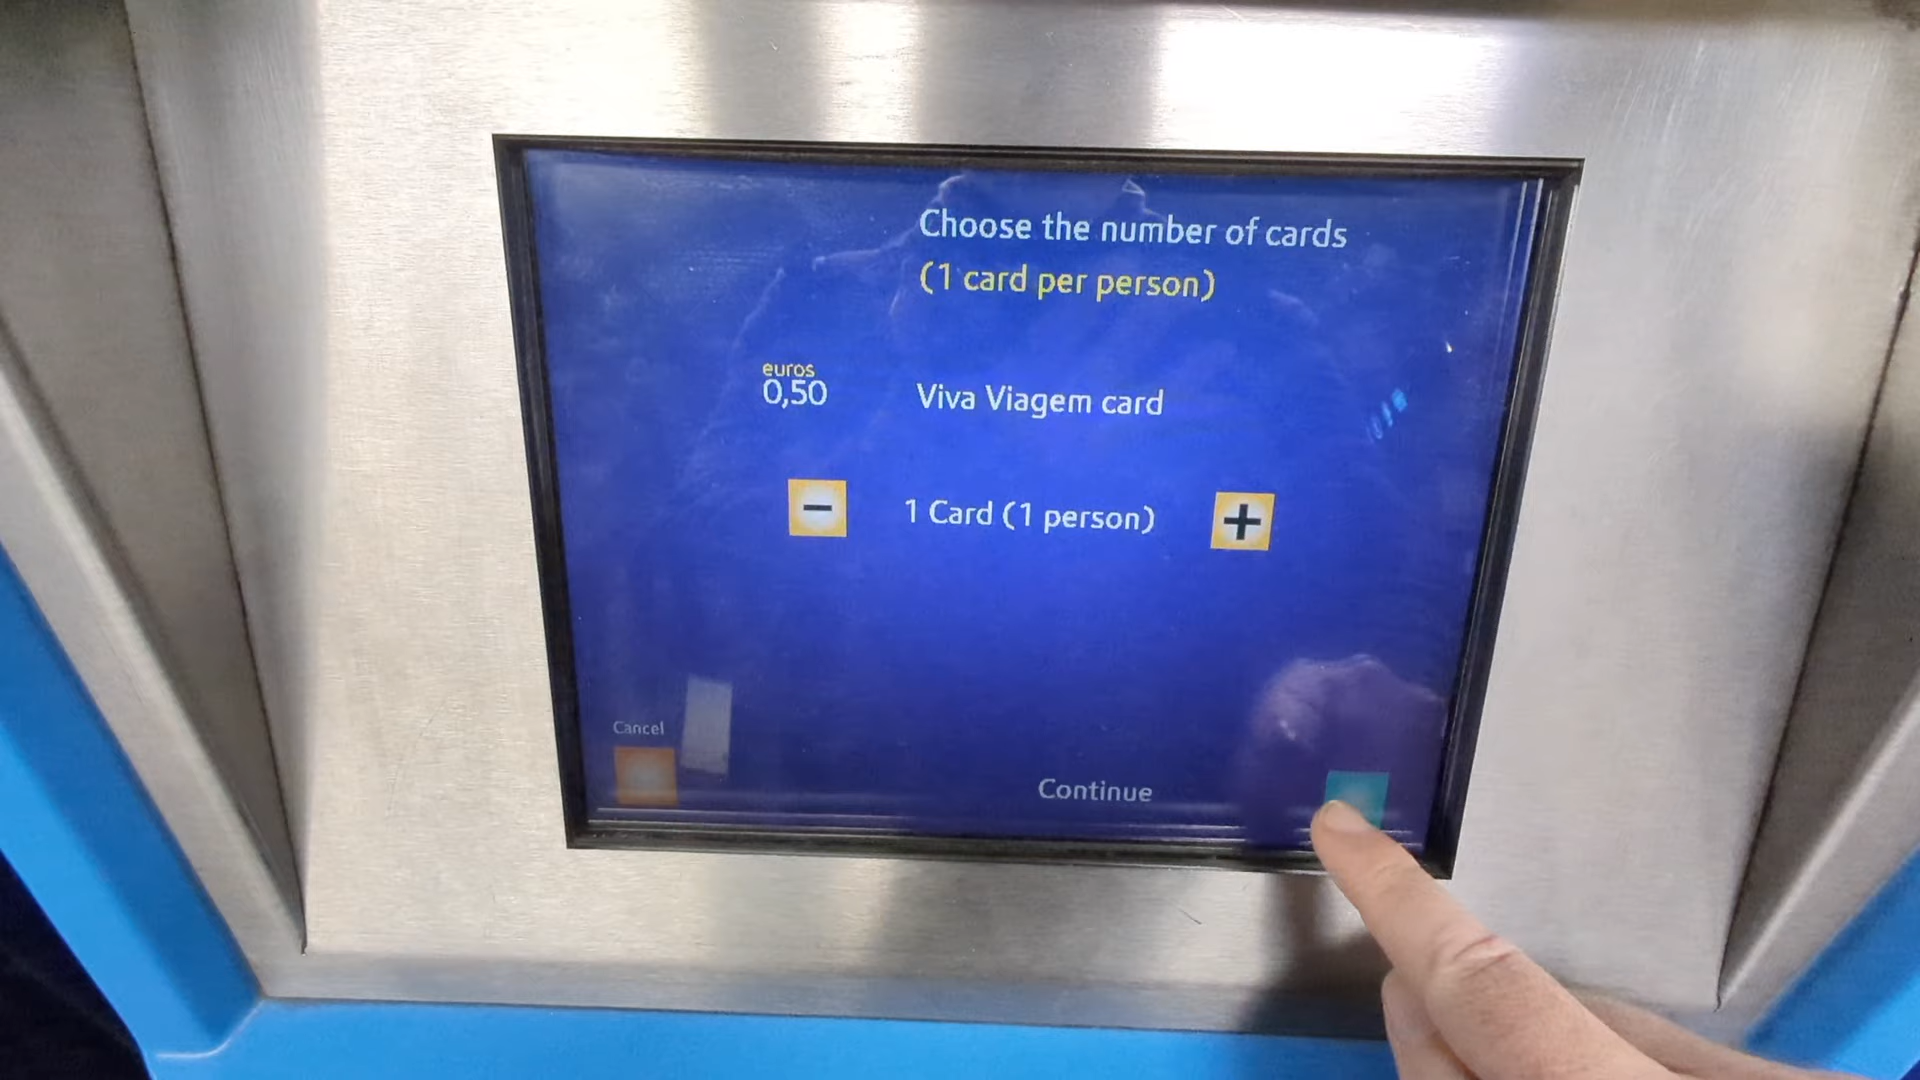 Choose the number of cards
(1 card per person)
euros
0,50
Viva Viagem card
-
1 Card (1 person)
+
Cancel
Continue